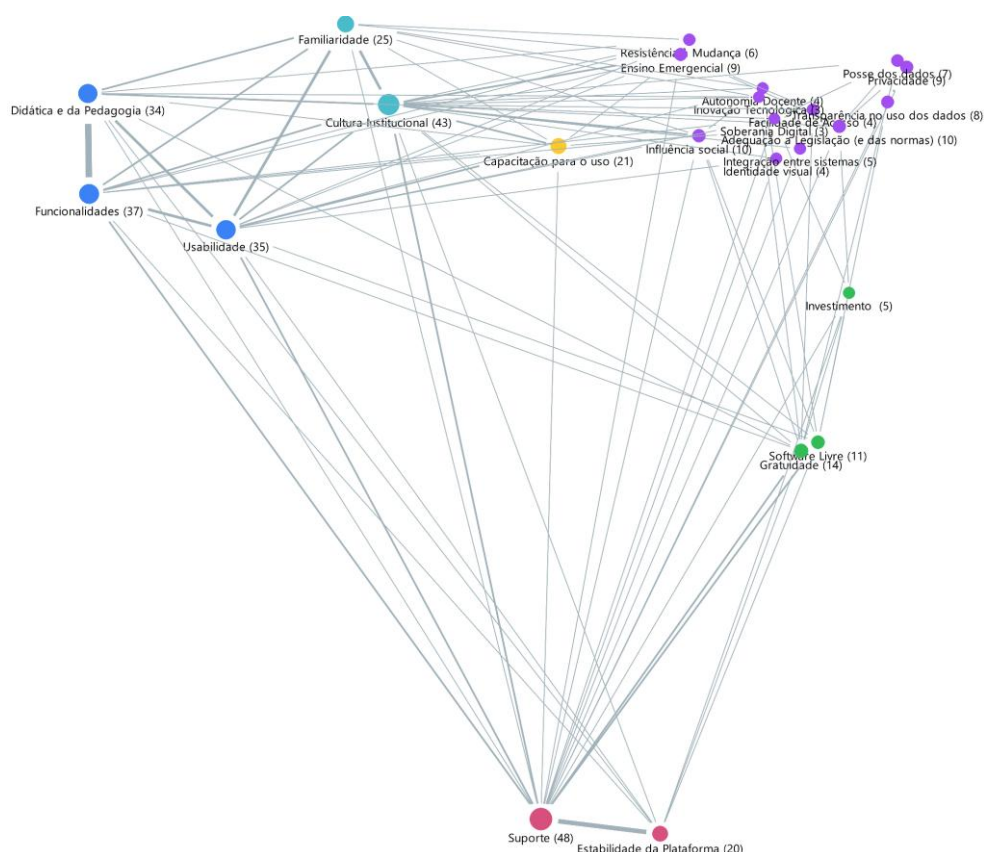 Familiaridade (25)
Resistência à Mudança (6)
Ensino Emergencial (9)
Posse dos dados (7)
Privacidade (9)
Didática e da Pedagogia (34)
Cultura Institucional (43)
Autonomia Docente (4)
Inovação Tecnológica (3)
Transparência no uso dos dados (8)
Facilidade de Acesso (4)
Soberania Digital (3)
Adequação a Legislação (e das normas) (10)
Influência social (10)
Capacitação para o uso (21)
Integração entre sistemas (5)
Identidade visual (4)
Funcionalidades (37)
Usabilidade (35)
Investimento (5)
Software Livre (11)
Gratuidade (14)
Suporte (48)
Estabilidade da Plataforma (20)